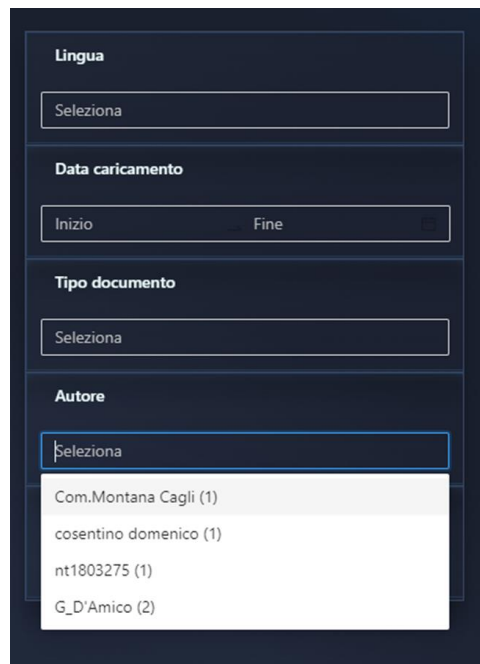 Lingua
Seleziona
Data caricamento
Inizio Fine
Tipo documento
Seleziona
Autore
Seleziona
Com.Montana Cagli (1)
cosentino domenico (1)
nt1803275 (1)
G_D'Amico (2)